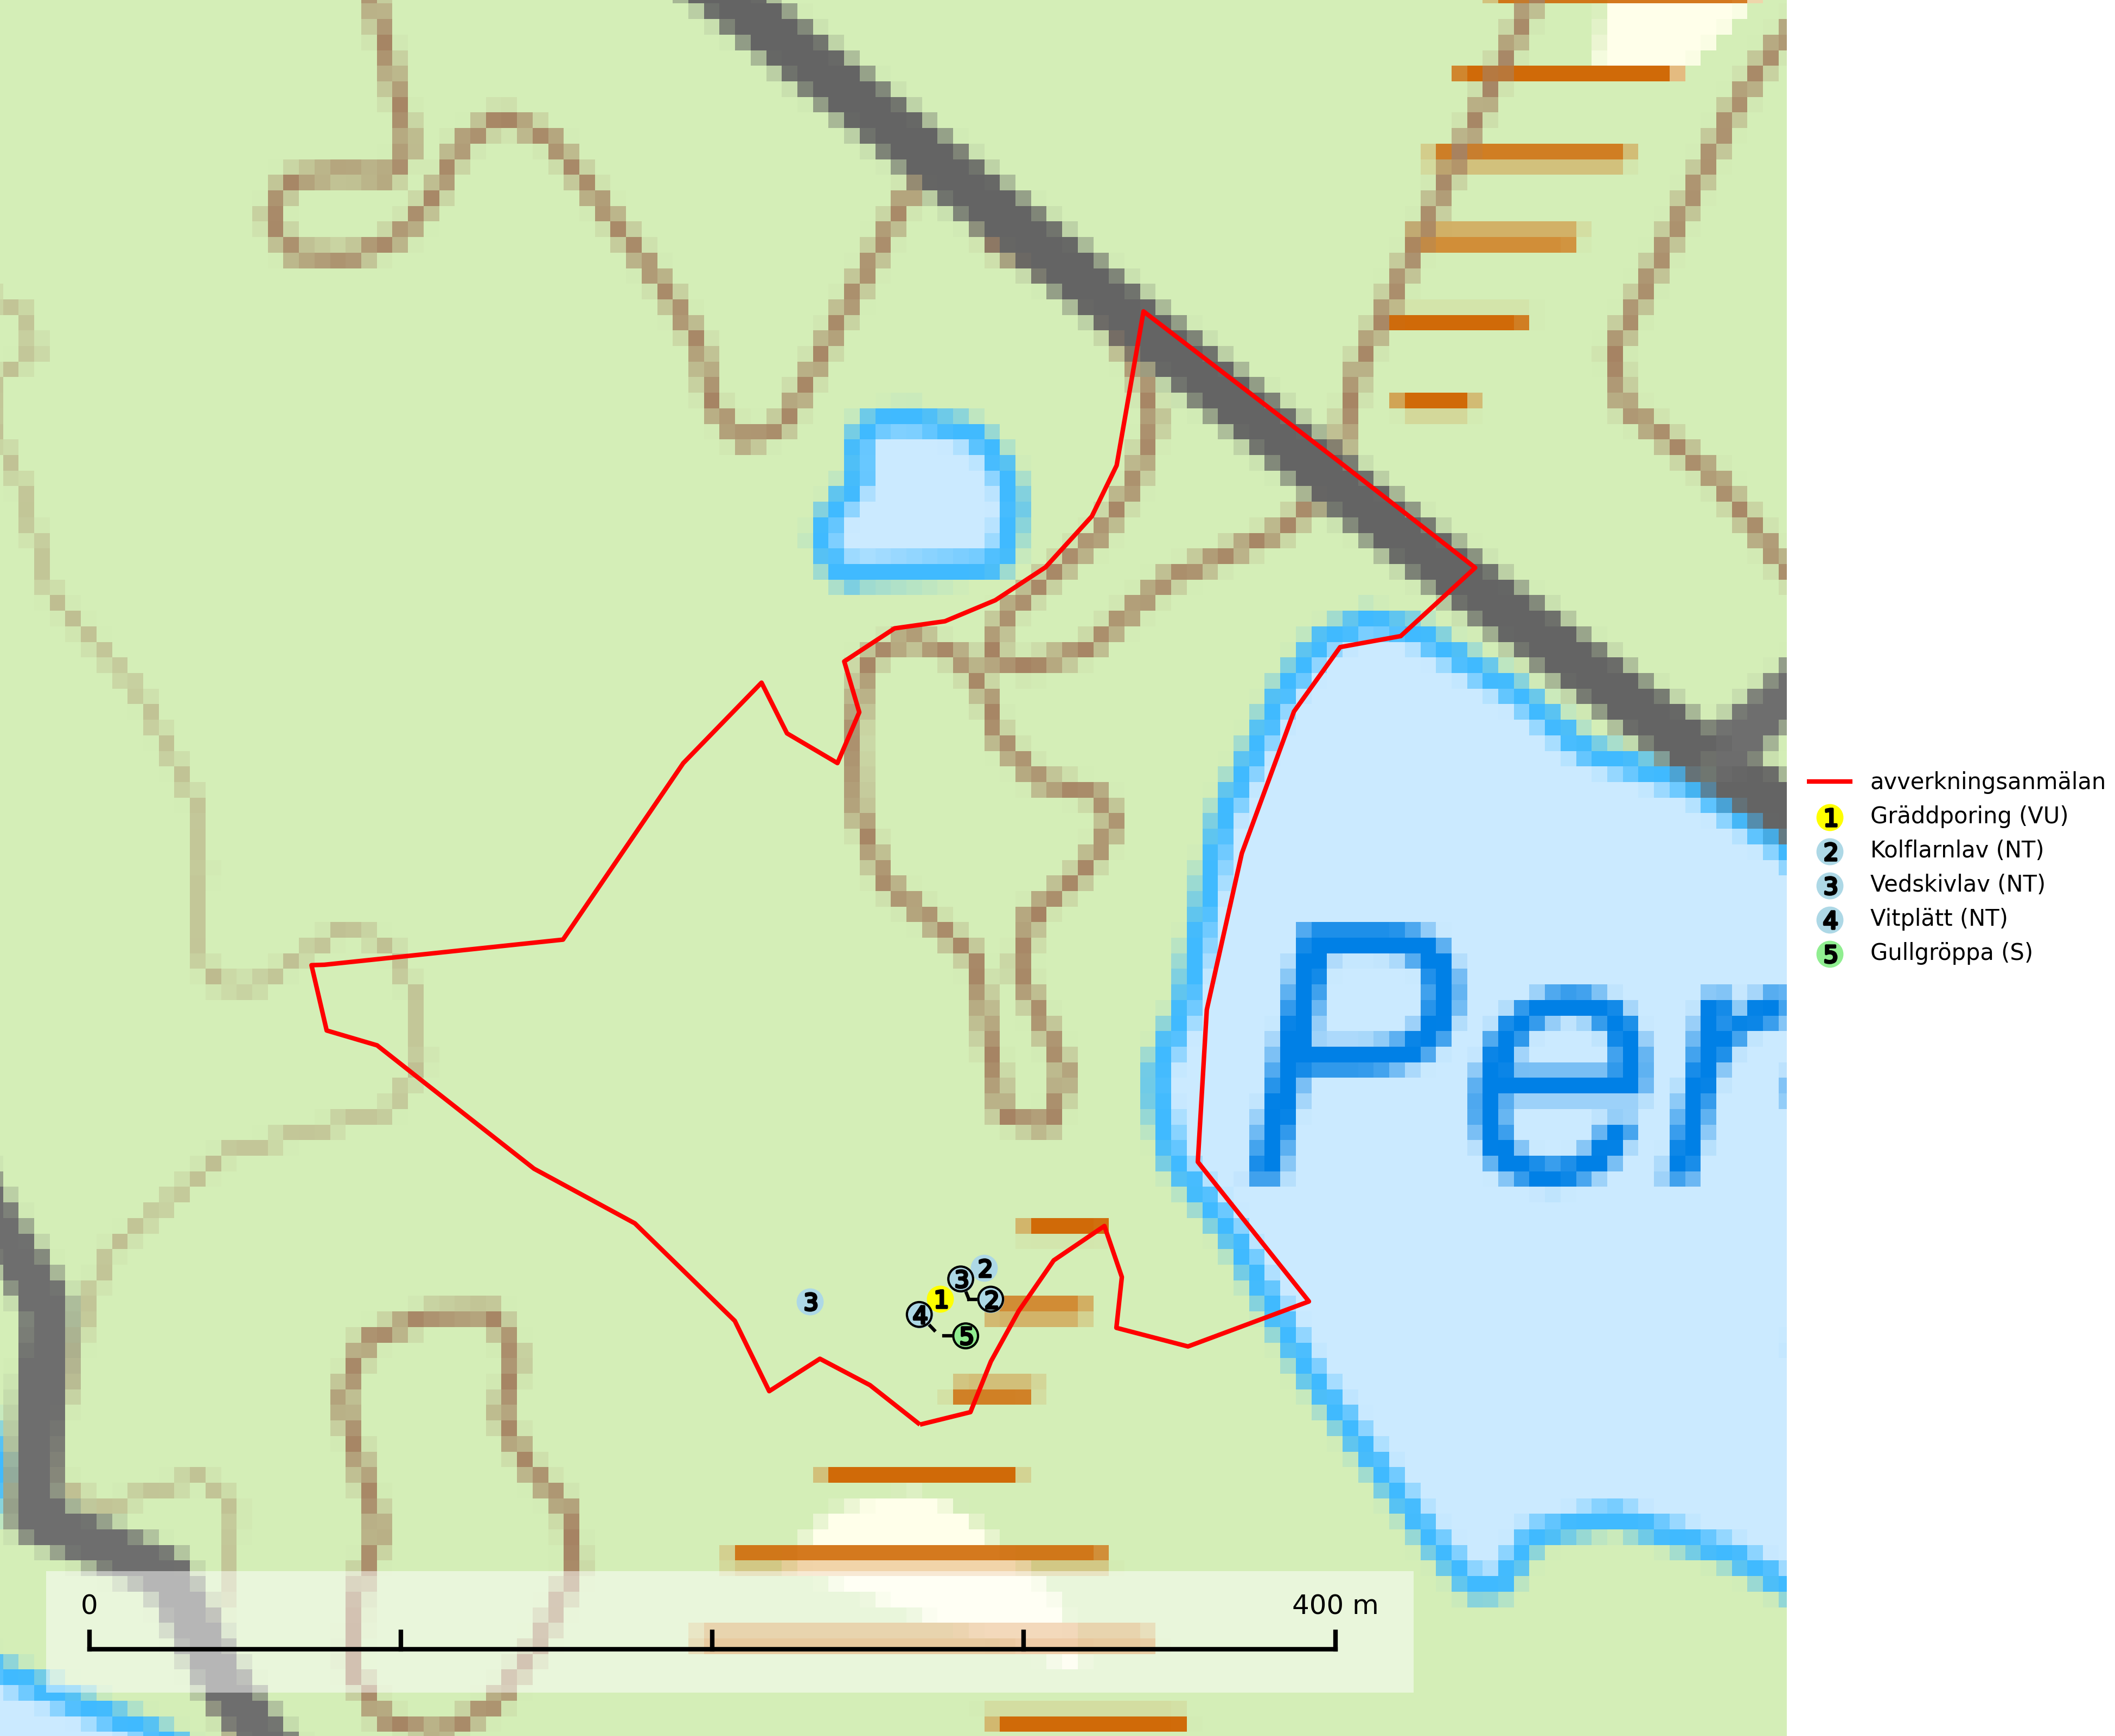 Per
avverkningsanmälan
1 Gräddporing (VU)
2 Kolflarnlav (NT)
3 Vedskivlav (NT)
4 Vitplätt (NT)
5 Gullgröppa (S)
2
3
3
1
2
4
5
0
400 m